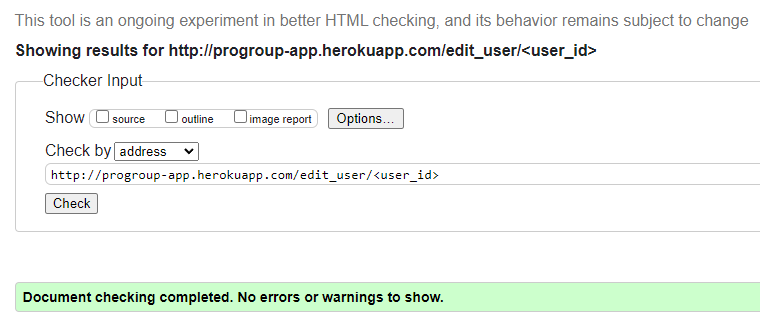 This tool is an ongoing experiment in better HTML checking, and its behavior remains subject to change
Showing results for http://progroup-app.herokuapp.com/edit_user/<user_id>
Checker Input
Show source outline image report Options...
Check by address
http://progroup-app.herokuapp.com/edit_user/<user_id>
Check
Document checking completed. No errors or warnings to show.